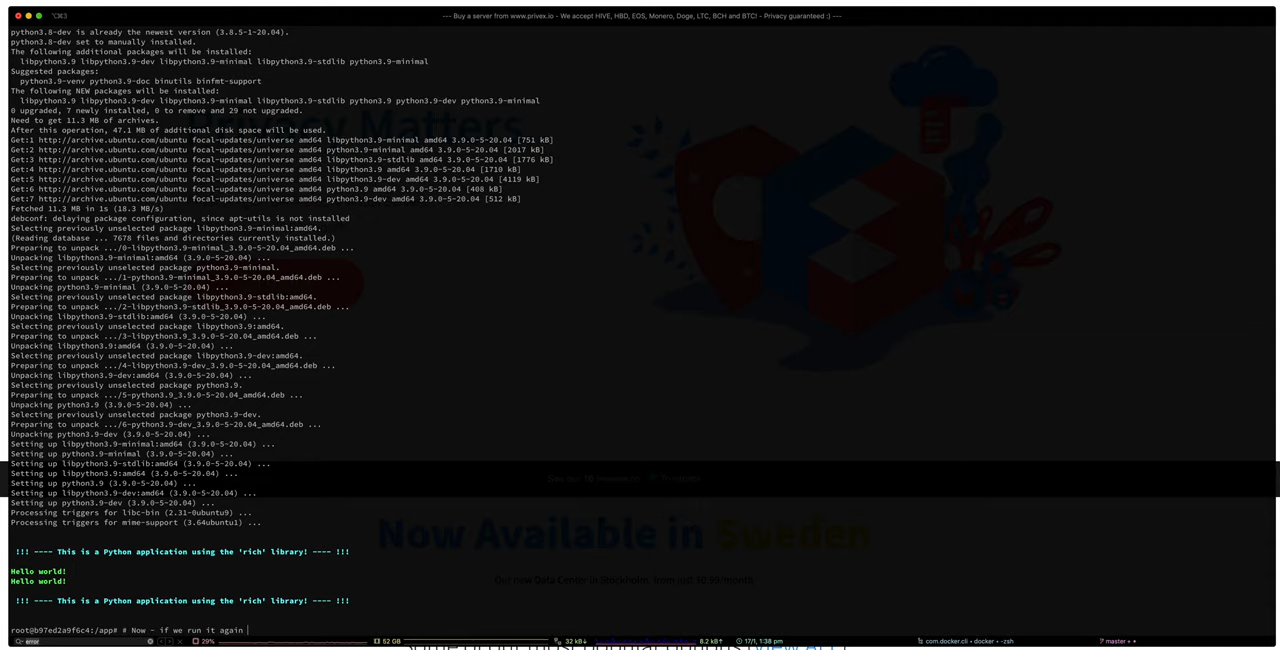 ⌥⌘3
--- Buy a server from www.privex.io - We accept HIVE, HBD, EOS, Monero, Doge, LTC, BCH and BTC! - Privacy guaranteed :) ---
python3.8-dev is already the newest version (3.8.5-1~20.04).
python3.8-dev set to manually installed.
The following additional packages will be installed:
libpython3.9 libpython3.9-dev libpython3.9-minimal libpython3.9-stdlib python3.9-minimal
Suggested packages:
python3.9-venv python3.9-doc binutils binfmt-support
The following NEW packages will be installed:
libpython3.9 libpython3.9-dev libpython3.9-minimal libpython3.9-stdlib python3.9 python3.9-dev python3.9-minimal
0 upgraded, 7 newly installed, 0 to remove and 29 not upgraded.
Need to get 11.3 MB of archives.
After this operation, 47.1 MB of additional disk space will be used.
Get:1 http://archive.ubuntu.com/ubuntu focal-updates/universe amd64 libpython3.9-minimal amd64 3.9.0-5~20.04 [751 kB]
Get:2 http://archive.ubuntu.com/ubuntu focal-updates/universe amd64 python3.9-minimal amd64 3.9.0-5~20.04 [2017 kB]
Get:3 http://archive.ubuntu.com/ubuntu focal-updates/universe amd64 libpython3.9-stdlib amd64 3.9.0-5~20.04 [1776 kB]
Get:4 http://archive.ubuntu.com/ubuntu focal-updates/universe amd64 libpython3.9 amd64 3.9.0-5~20.04 [1710 kB]
Get:5 http://archive.ubuntu.com/ubuntu focal-updates/universe amd64 libpython3.9-dev amd64 3.9.0-5~20.04 [4119 kB]
Get:6 http://archive.ubuntu.com/ubuntu focal-updates/universe amd64 python3.9 amd64 3.9.0-5~20.04 [408 kB]
Get:7 http://archive.ubuntu.com/ubuntu focal-updates/universe amd64 python3.9-dev amd64 3.9.0-5~20.04 [512 kB]
Fetched 11.3 MB in 1s (18.3 MB/s)
debconf: delaying package configuration, since apt-utils is not installed
Selecting previously unselected package libpython3.9-minimal:amd64.
(Reading database ... 7678 files and directories currently installed.)
Preparing to unpack .../0-libpython3.9-minimal_3.9.0-5~20.04_amd64.deb ...
Unpacking libpython3.9-minimal:amd64 (3.9.0-5~20.04) ...
Selecting previously unselected package python3.9-minimal.
Preparing to unpack .../1-python3.9-minimal_3.9.0-5~20.04_amd64.deb ...
Unpacking python3.9-minimal (3.9.0-5~20.04) ...
Selecting previously unselected package libpython3.9-stdlib:amd64.
Preparing to unpack .../2-libpython3.9-stdlib_3.9.0-5~20.04_amd64.deb ...
Unpacking libpython3.9-stdlib:amd64 (3.9.0-5~20.04) ...
Selecting previously unselected package libpython3.9:amd64.
Preparing to unpack .../3-libpython3.9_3.9.0-5~20.04_amd64.deb ...
Unpacking libpython3.9:amd64 (3.9.0-5~20.04) ...
Selecting previously unselected package libpython3.9-dev:amd64.
Preparing to unpack .../4-libpython3.9-dev_3.9.0-5~20.04_amd64.deb ...
Unpacking libpython3.9-dev:amd64 (3.9.0-5~20.04) ...
Selecting previously unselected package python3.9.
Preparing to unpack .../5-python3.9_3.9.0-5~20.04_amd64.deb ...
Unpacking python3.9 (3.9.0-5~20.04) ...
Selecting previously unselected package python3.9-dev.
Preparing to unpack .../6-python3.9-dev_3.9.0-5~20.04_amd64.deb ...
Unpacking python3.9-dev (3.9.0-5~20.04) ...
Setting up libpython3.9-minimal:amd64 (3.9.0-5~20.04) ...
Setting up python3.9-minimal (3.9.0-5~20.04) ...
Setting up libpython3.9-stdlib:amd64 (3.9.0-5~20.04) ...
Setting up libpython3.9:amd64 (3.9.0-5~20.04) ...
Setting up python3.9 (3.9.0-5~20.04) ...
Setting up libpython3.9-dev:amd64 (3.9.0-5~20.04) ...
Setting up python3.9-dev (3.9.0-5~20.04) ...
Processing triggers for libc-bin (2.31-0ubuntu9) ...
Processing triggers for mime-support (3.64ubuntu1) ...
!!! ---- This is a Python application using the 'rich' library! ---- !!!
Hello world!
Hello world!
!!! ---- This is a Python application using the 'rich' library! ---- !!!
root@b97ed2a9f6c4:/app# # Now - if we run it again
error 29% 52 GB 32 kB↓ 8.2 kB↑ 17/1, 1:38 pm com.docker.cli • docker • -zsh master
Matters
Now Available in Sweden
Our new Data Center in Stockholm, from just $0.95/month